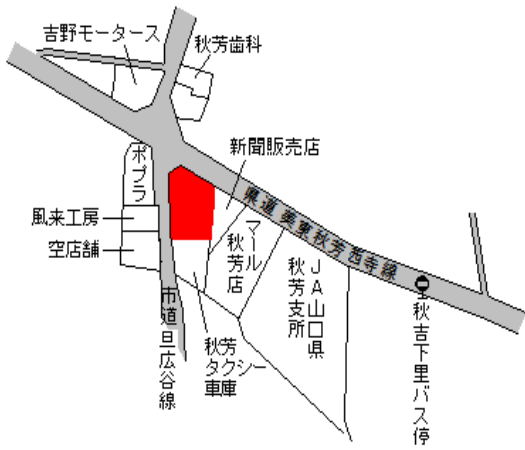 吉野モータース
秋芳歯科
新聞販売店
ポプラ
県道美東秋芳西寺線
風来工房
空店舗
マール
秋芳店
JA山口県
秋芳支所
市道旦広谷線
秋芳
タクシー
車庫
秋吉下里バス停